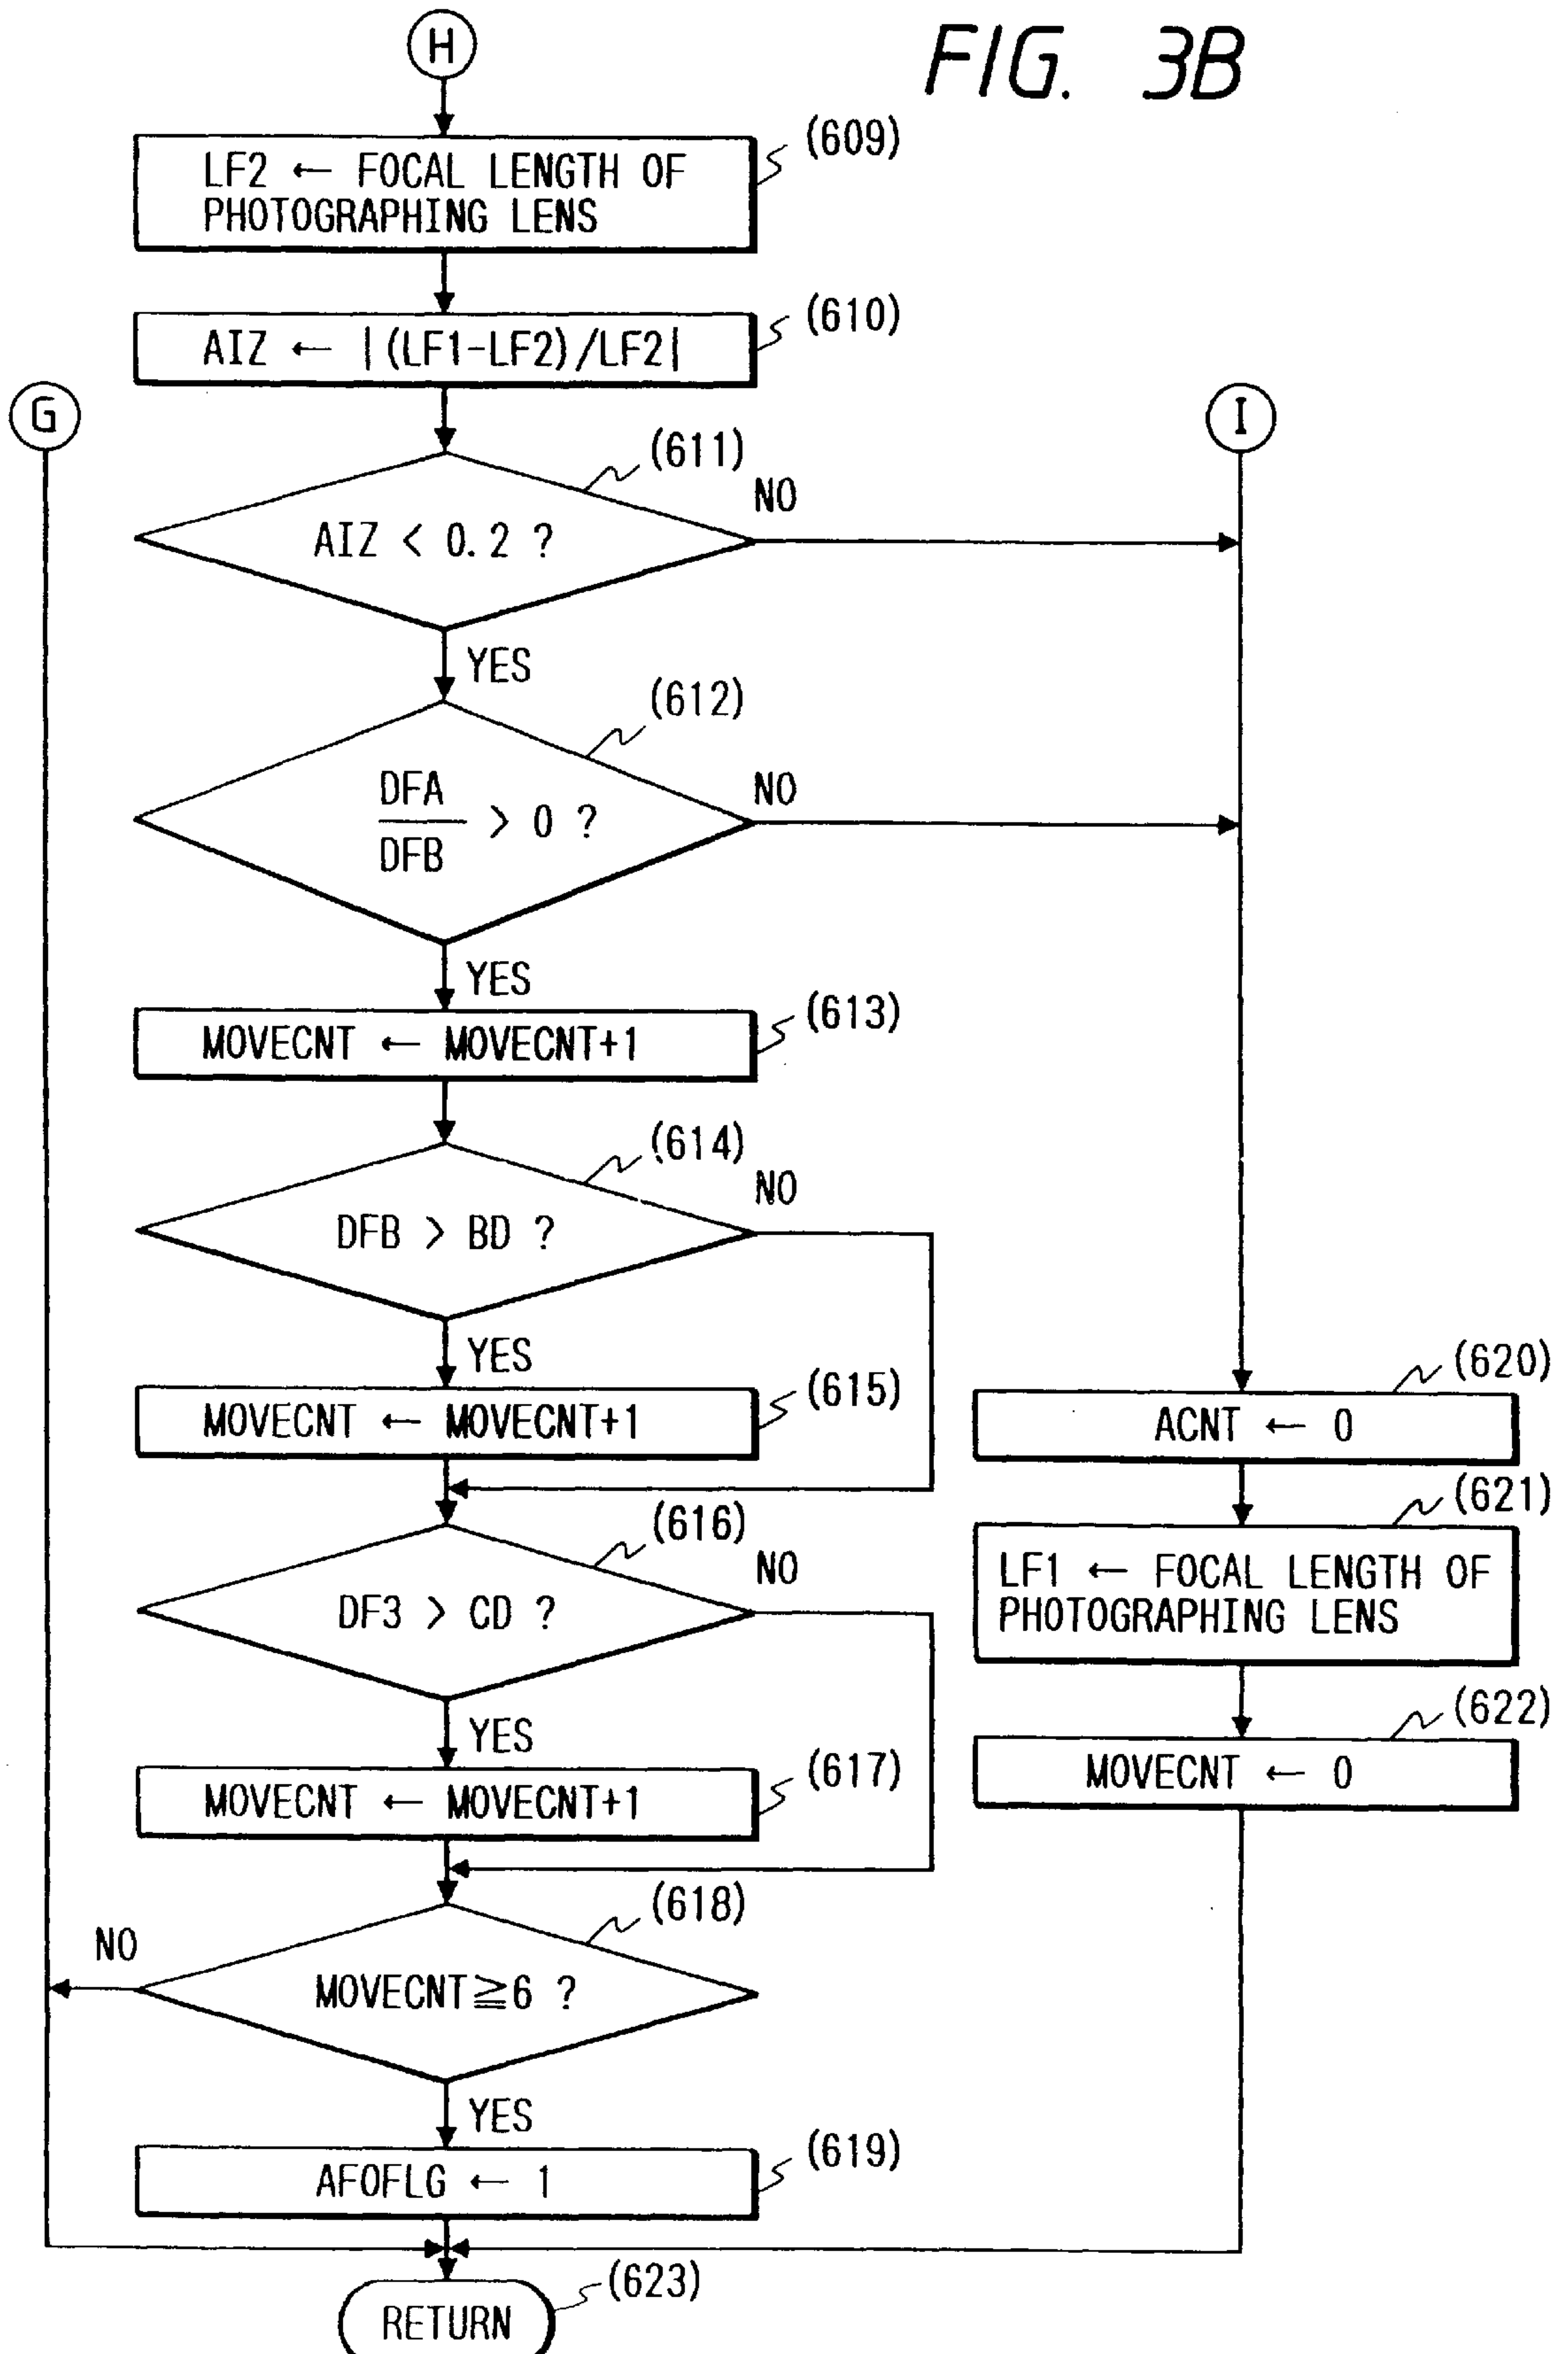 FIG. 3B
H
(609)
LF2 ← FOCAL LENGTH OF
PHOTOGRAPHING LENS
(610)
AIZ ← |(LF1-LF2)/LF2|
G
I
(611)
AIZ < 0.2 ?
NO
YES
(612)
DFA
DFB
> 0 ?
NO
YES
(613)
MOVECNT ← MOVECNT+1
(614)
DFB > BD ?
NO
YES
(615)
MOVECNT ← MOVECNT+1
(616)
DF3 > CD ?
NO
YES
(617)
MOVECNT ← MOVECNT+1
(618)
MOVECNT≧6 ?
NO
YES
(619)
AFOFLG ← 1
(620)
ACNT ← 0
(621)
LF1 ← FOCAL LENGTH OF
PHOTOGRAPHING LENS
(622)
MOVECNT ← 0
(623)
RETURN